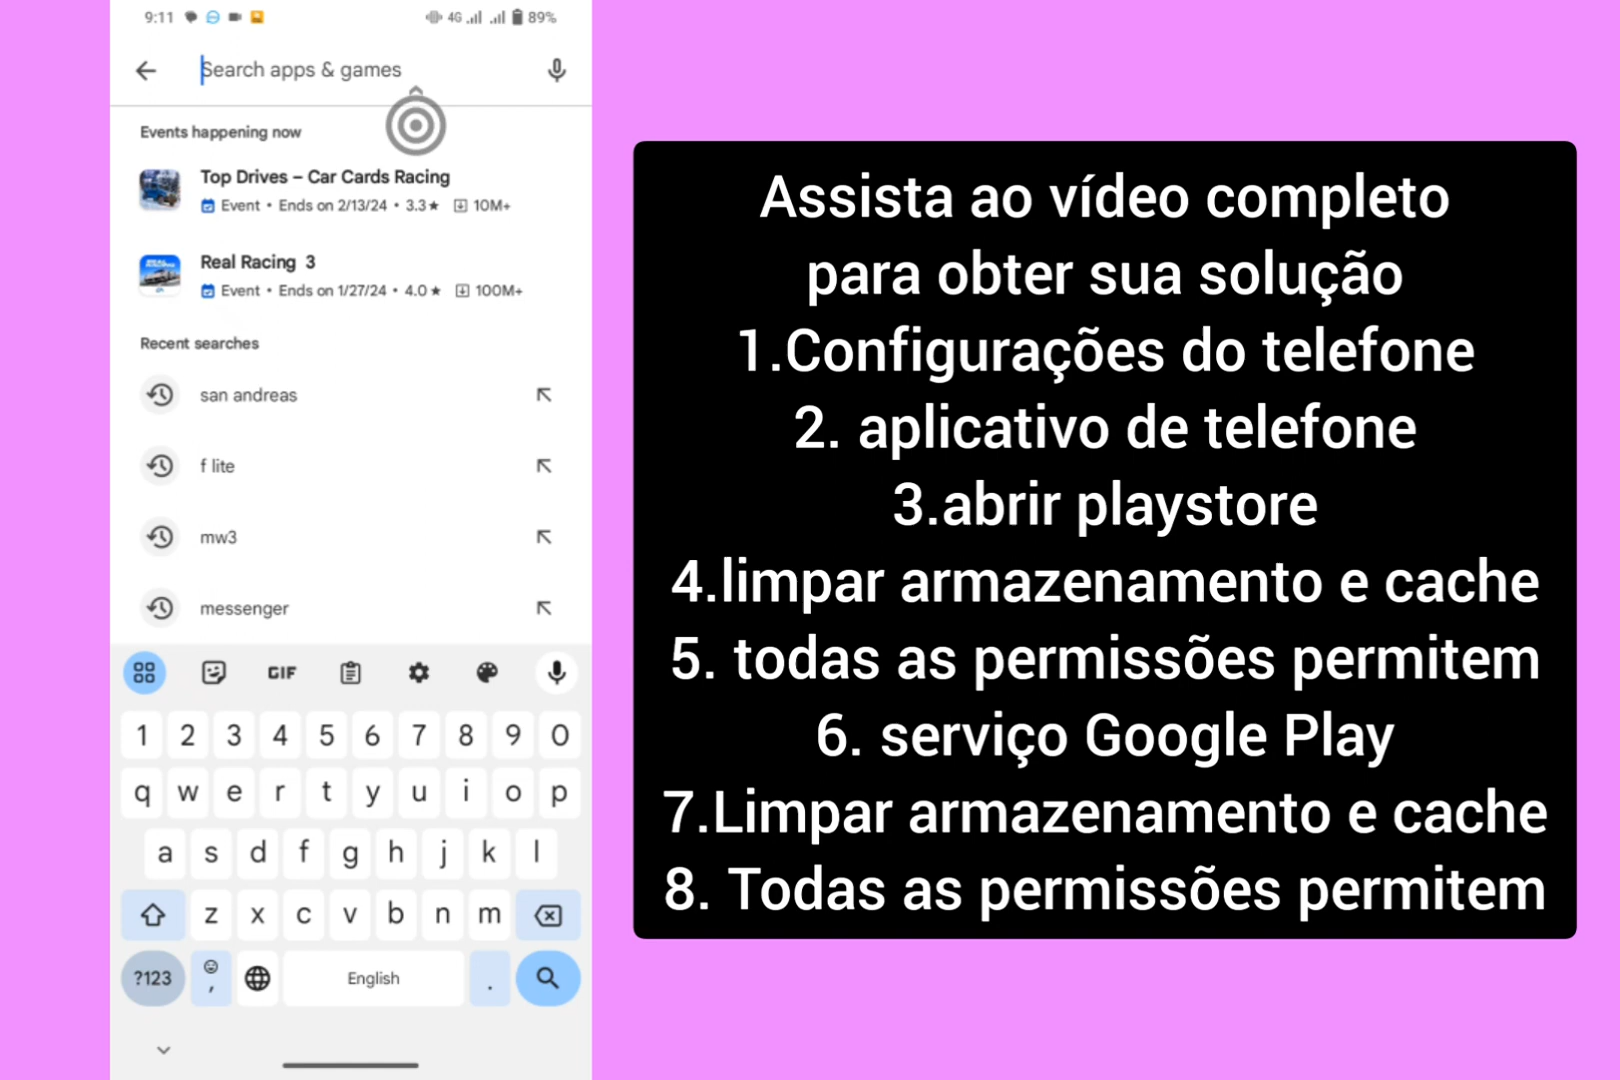 9:11
4G
89%
Search apps & games
Events happening now
Top Drives – Car Cards Racing
Event • Ends on 2/13/24 • 3.3★ 10M+
Real Racing 3
Event • Ends on 1/27/24 • 4.0★ 100M+
Recent searches
san andreas
f lite
mw3
messenger
GIF
1 2 3 4 5 6 7 8 9 0
q w e r t y u i o p
a s d f g h j k l
z x c v b n m
?123 , English .
Assista ao vídeo completo
para obter sua solução
1.Configurações do telefone
2. aplicativo de telefone
3.abrir playstore
4.limpar armazenamento e cache
5. todas as permissões permitem
6. serviço Google Play
7.Limpar armazenamento e cache
8. Todas as permissões permitem